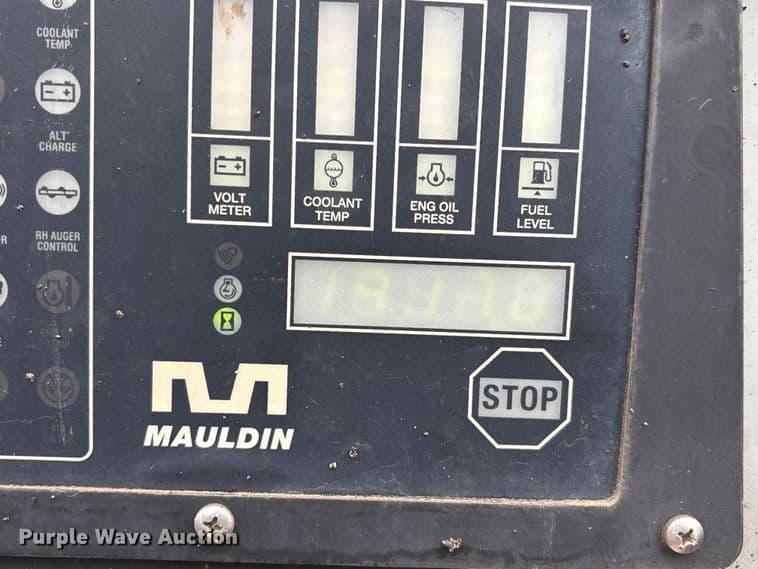 COOLANT
TEMP
ALT
CHARGE
RH AUGER
CONTROL
VOLT
METER
COOLANT
TEMP
ENG OIL
PRESS
FUEL
LEVEL
STOP
MAULDIN
Purple Wave Auction